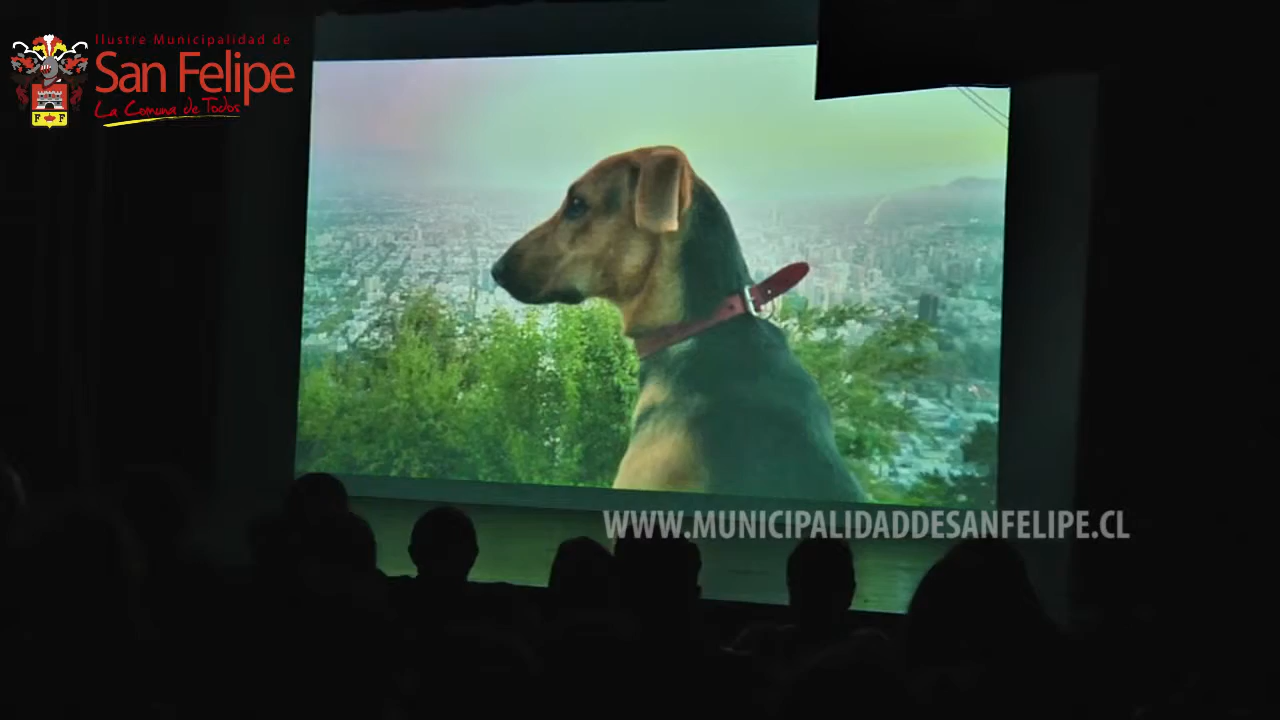 Ilustre Municipalidad de
San Felipe
La Comuna de Todos
F F
WWW.MUNICIPALIDADDESANFELIPE.CL